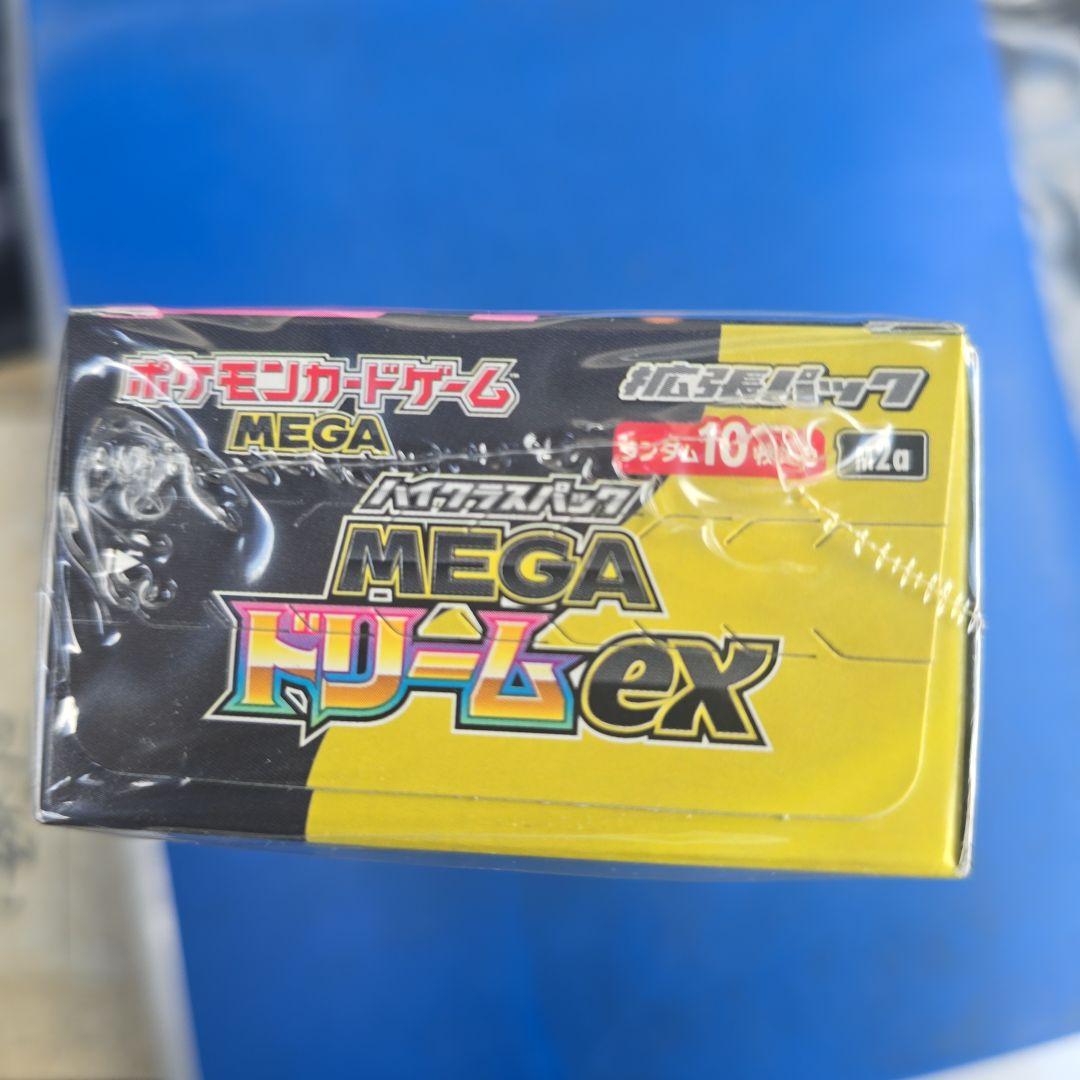 ポケモンカードゲーム
MEGA
拡張パック
ランダム10枚
m2a
ハイクラスパック
MEGA
ドリームex